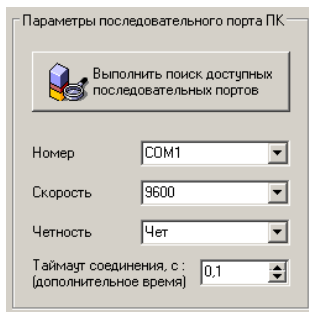 Параметры последовательного порта ПК
Выполнить поиск доступных
последовательных портов
Номер
COM1
Скорость
9600
Четность
Чет
Таймаут соединения, с :
(дополнительное время)
0,1